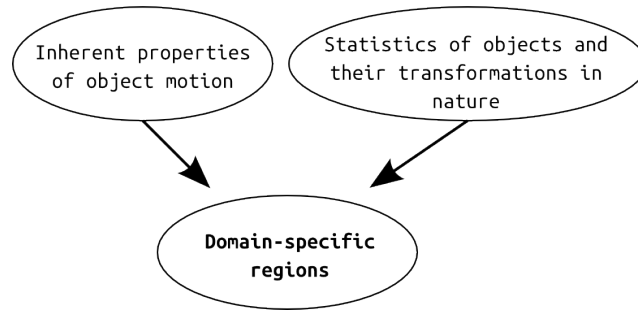 Inherent properties
of object motion
Statistics of objects and
their transformations in
nature
Domain-specific
regions